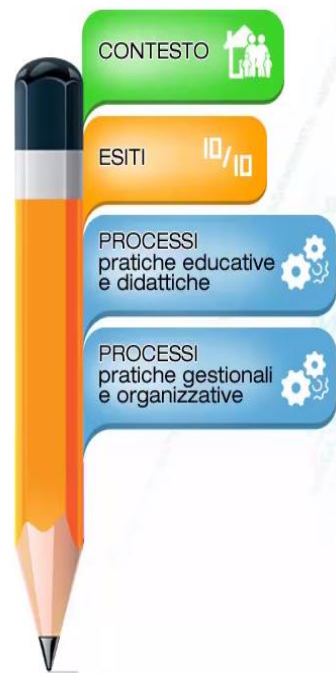 CONTESTO
ESITI 10/10
PROCESSI
pratiche educative
e didattiche
PROCESSI
pratiche gestionali
e organizzative